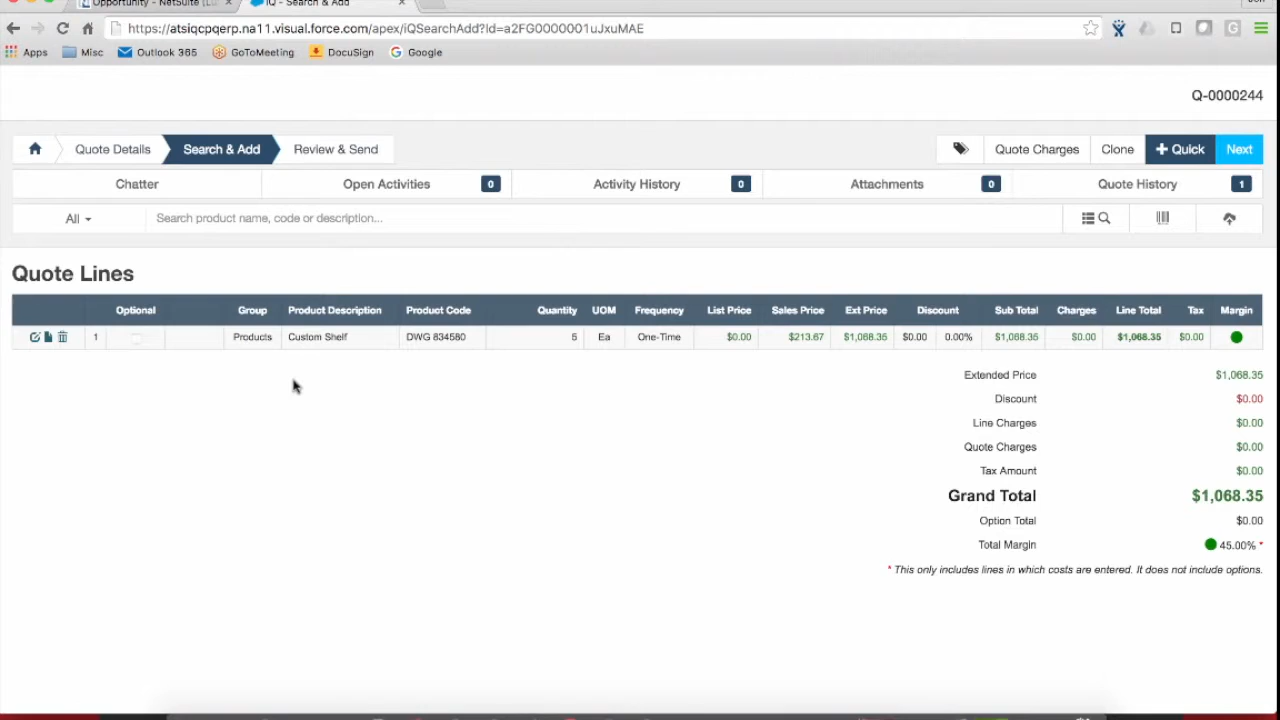 Opportunity - NetSuite (L
iQ - Search & Add
https://atsiqcpqerp.na11.visual.force.com/apex/iQSearchAdd?Id=a2FG0000001uJxuMAE
Apps Misc Outlook 365 GoToMeeting DocuSign Google
Q-0000244
Quote Details Search & Add Review & Send Quote Charges Clone + Quick Next
Chatter Open Activities 0 Activity History 0 Attachments 0 Quote History 1
All Search product name, code or description...
Quote Lines
Optional Group Product Description Product Code Quantity UOM Frequency List Price Sales Price Ext Price Discount Sub Total Charges Line Total Tax Margin
1 Products Custom Shelf DWG 834580 5 Ea One-Time $0.00 $213.67 $1,068.35 $0.00 0.00% $1,068.35 $0.00 $1,068.35 $0.00
Extended Price $1,068.35
Discount $0.00
Line Charges $0.00
Quote Charges $0.00
Tax Amount $0.00
Grand Total $1,068.35
Option Total $0.00
Total Margin 45.00% *
* This only includes lines in which costs are entered. It does not include options.